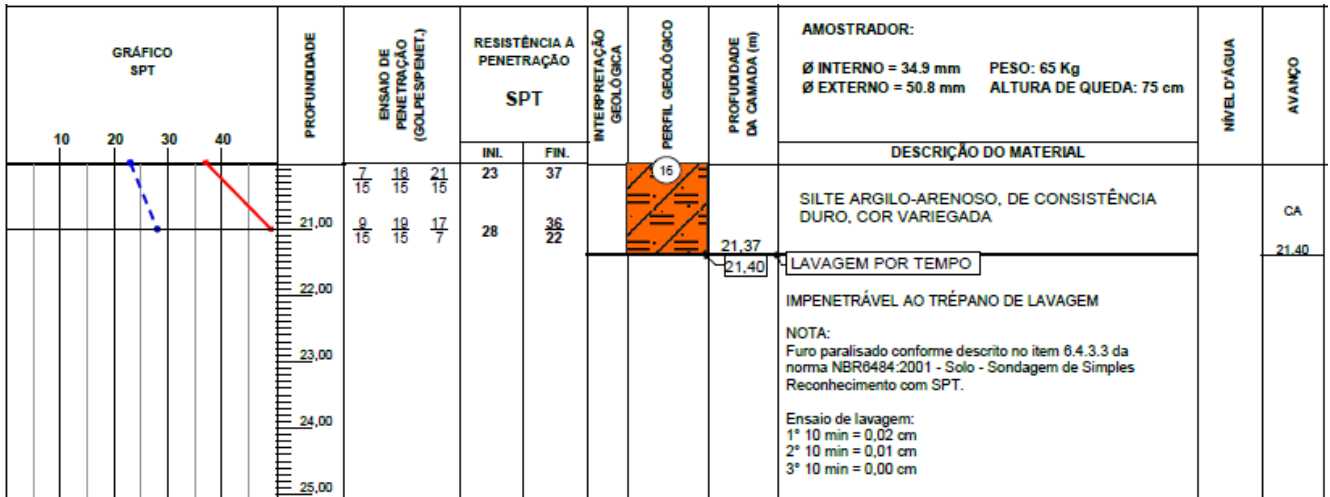 GRÁFICO
SPT
10 20 30 40
PROFUNDIDADE
ENSAIO DE
PENETRAÇÃO
(GOLPES/PENET.)
RESISTÊNCIA À
PENETRAÇÃO
SPT
INI. FIN.
INTERPRETAÇÃO
GEOLÓGICA
PERFIL GEOLÓGICO
PROFUDIDADE
DA CAMADA (m)
AMOSTRADOR:
Ø INTERNO = 34.9 mm PESO: 65 Kg
Ø EXTERNO = 50.8 mm ALTURA DE QUEDA: 75 cm
DESCRIÇÃO DO MATERIAL
NÍVEL D'ÁGUA
AVANÇO
7 16 21
15 15 15
23 37
16
SILTE ARGILO-ARENOSO, DE CONSISTÊNCIA
DURO, COR VARIEGADA
CA
21,00
9 19 17
15 15 7
28
36
22
21,37
21,40
21.40
LAVAGEM POR TEMPO
22,00
IMPENETRÁVEL AO TRÉPANO DE LAVAGEM
NOTA:
23,00
Furo paralisado conforme descrito no item 6.4.3.3 da
norma NBR6484:2001 - Solo - Sondagem de Simples
Reconhecimento com SPT.
24,00
Ensaio de lavagem:
1° 10 min = 0,02 cm
2° 10 min = 0,01 cm
3° 10 min = 0,00 cm
25,00